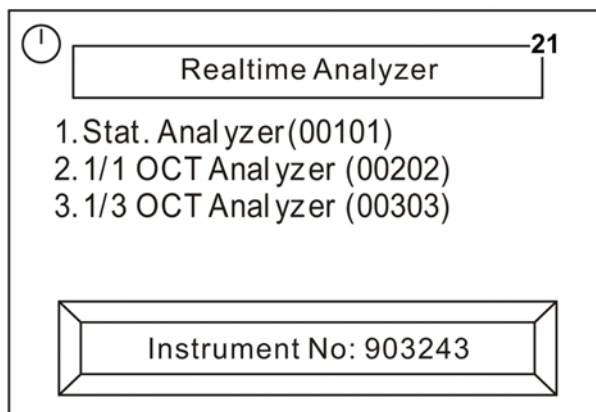 21
Realtime Analyzer
1.Stat. Analyzer(00101)
2.1/1 OCT Analyzer (00202)
3.1/3 OCT Analyzer (00303)
Instrument No: 903243